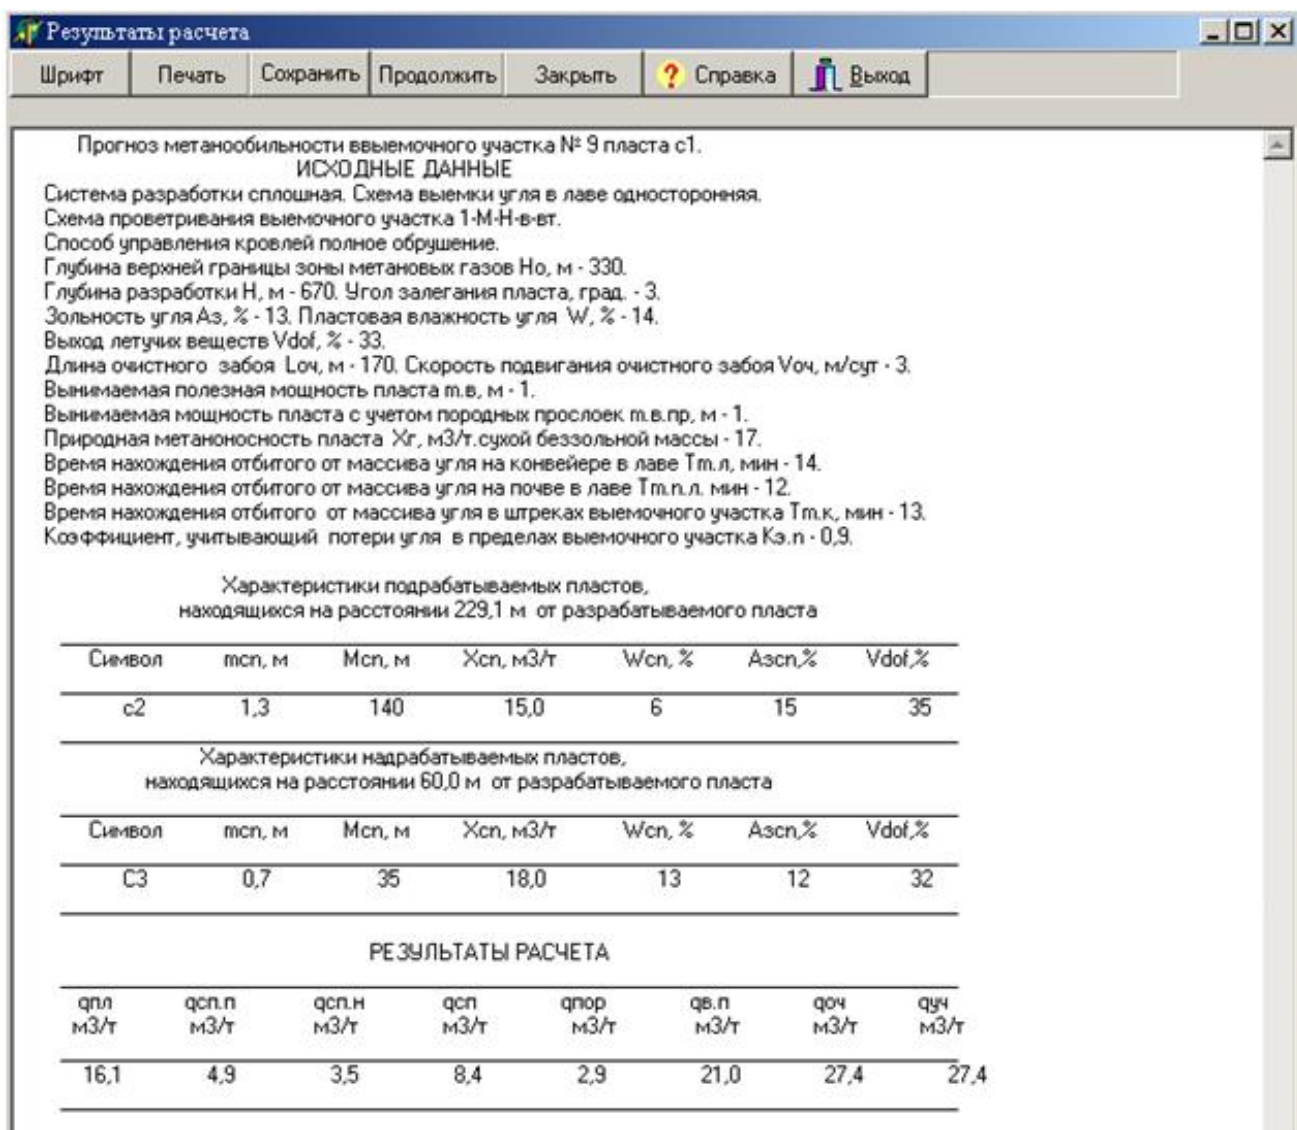 Результаты расчета
Шрифт Печать Сохранить Продолжить Закрыть ? Справка Выход
Прогноз метанообильности ввыемочного участка № 9 пласта с1.
ИСХОДНЫЕ ДАННЫЕ
Система разработки сплошная. Схема выемки угля в лаве односторонняя.
Схема проветривания выемочного участка 1-М-Н-в-вт.
Способ управления кровлей полное обрушение.
Глубина верхней границы зоны метановых газов Но, м - 330.
Глубина разработки Н, м - 670. Угол залегания пласта, град. - 3.
Зольность угля Аз, % - 13. Пластовая влажность угля W, % - 14.
Выход летучих веществ Vdof, % - 33.
Длина очистного забоя Lоч, м - 170. Скорость подвигания очистного забоя Vоч, м/сут - 3.
Вынимаемая полезная мощность пласта m.в, м - 1.
Вынимаемая мощность пласта с учетом породных прослоек m.в.пр, м - 1.
Природная метаноносность пласта Хг, м3/т.сухой беззольной массы - 17.
Время нахождения отбитого от массива угля на конвейере в лаве Тm.л, мин - 14.
Время нахождения отбитого от массива угля на почве в лаве Тm.п.л. мин - 12.
Время нахождения отбитого от массива угля в штреках выемочного участка Тm.к, мин - 13.
Коэффициент, учитывающий потери угля в пределах выемочного участка Кэ.п - 0,9.
Характеристики подрабатываемых пластов,
находящихся на расстоянии 229,1 м от разрабатываемого пласта
Символ mсп, м Мсп, м Хсп, м3/т Wсп, % Азсп,% Vdof,%
с2 1,3 140 15,0 6 15 35
Характеристики надрабатываемых пластов,
находящихся на расстоянии 60,0 м от разрабатываемого пласта
Символ mсп, м Мсп, м Хсп, м3/т Wсп, % Азсп,% Vdof,%
С3 0,7 35 18,0 13 12 32
РЕЗУЛЬТАТЫ РАСЧЕТА
qпл qсп.п qсп.н qсп qпор qв.п qоч qуч
м3/т м3/т м3/т м3/т м3/т м3/т м3/т м3/т
16,1 4,9 3,5 8,4 2,9 21,0 27,4 27,4